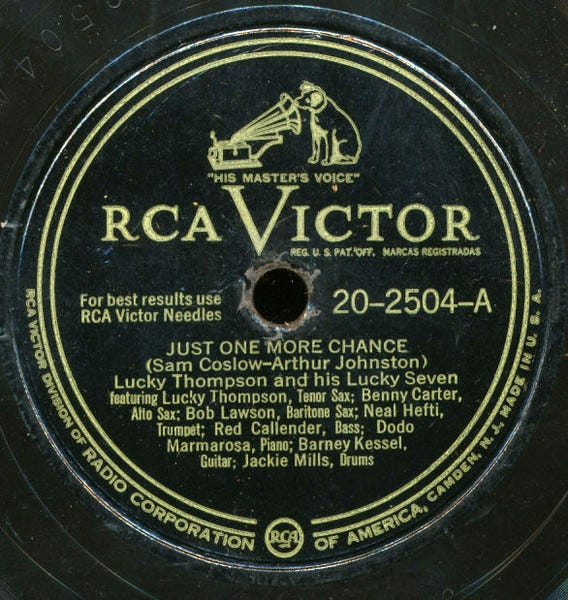 "HIS MASTER'S VOICE"
RCA VICTOR
REG. U. S. PAT. OFF. MARCAS REGISTRADAS
For best results use
RCA Victor Needles
20-2504-A
JUST ONE MORE CHANCE
(Sam Coslow-Arthur Johnston)
Lucky Thompson and his Lucky Seven
featuring Lucky Thompson, Tenor Sax; Benny Carter,
Alto Sax; Bob Lawson, Baritone Sax; Neal Hefti,
Trumpet; Red Callender, Bass; Dodo
Marmarosa, Piano; Barney Kessel,
Guitar; Jackie Mills, Drums
RCA VICTOR DIVISION OF RADIO CORPORATION OF AMERICA, CAMDEN, N. J., MADE IN U. S. A.
RCA